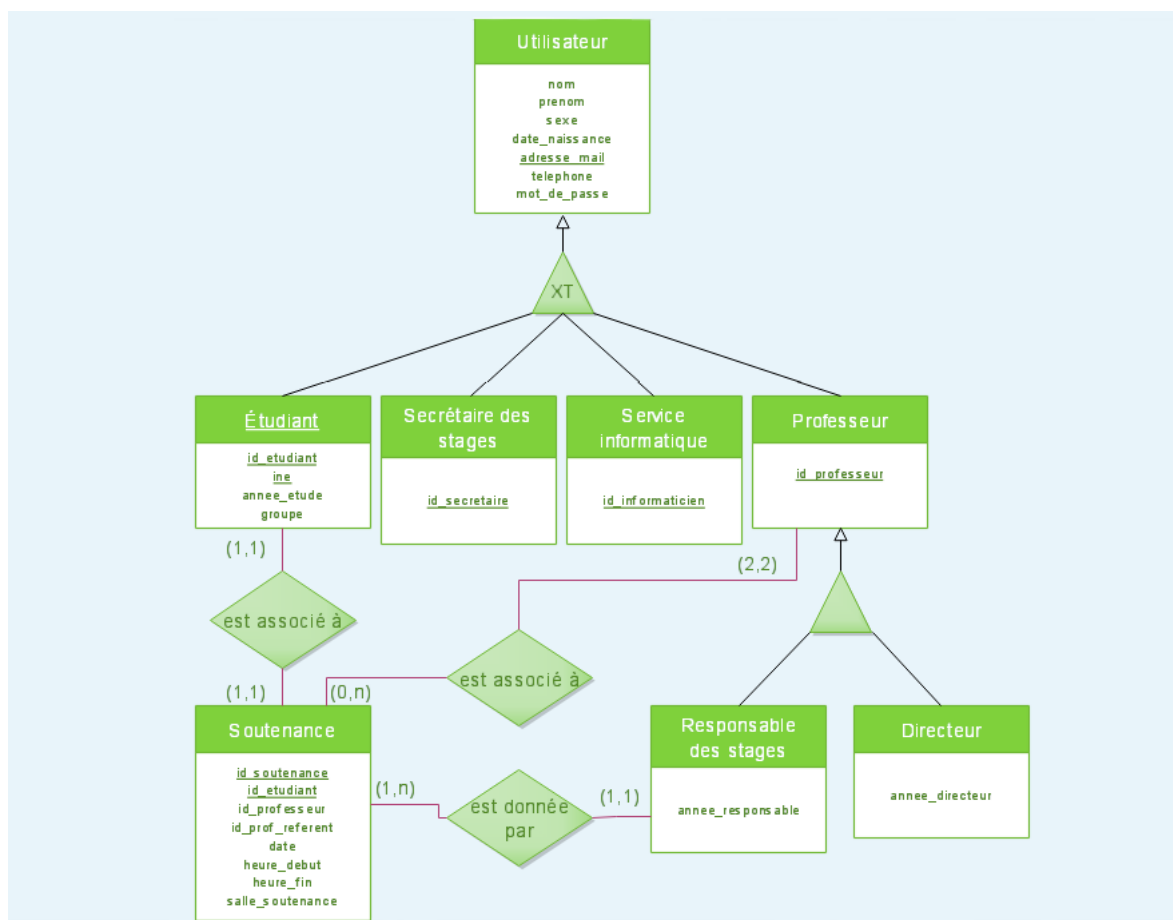 Utilisateur
nom
prenom
sexe
date_naissance
adresse_mail
telephone
mot_de_passe
XT
Étudiant
id_etudiant
ine
annee_etude
groupe
Secrétaire des
stages
id_secretaire
Service
informatique
id_informaticien
Professeur
id_professeur
(1,1)
(2,2)
est associé à
est associé à
(1,1)
(0,n)
Soutenance
id_soutenance
id_etudiant
id_professeur
id_prof_referent
date
heure_debut
heure_fin
salle_soutenance
(1,n)
est donnée
par
(1,1)
Responsable
des stages
annee_responsable
Directeur
annee_directeur